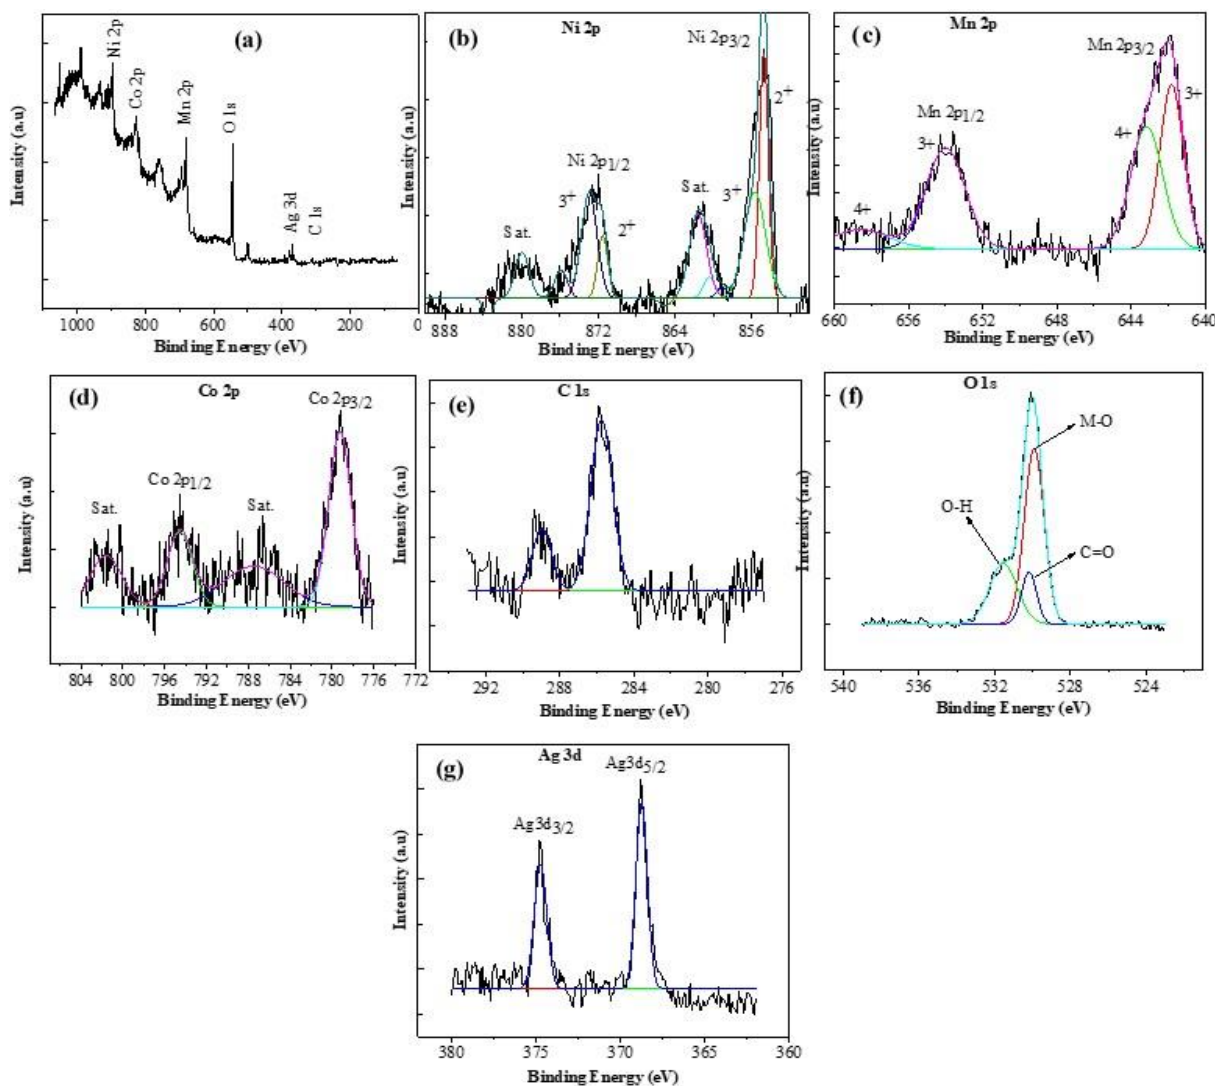 (a)
Ni 2p
Co 2p
Mn 2p
O 1s
Ag 3d
C 1s
Intensity (a.u)
1000 800 600 400 200 0
Binding Energy (eV)
(b)
Ni 2p
Ni 2p3/2
2+
3+
Ni 2p1/2
3+
2+
Sat.
Sat.
Intensity (a.u)
888 880 872 864 856
Binding Energy (eV)
(c)
Mn 2p
Mn 2p3/2
3+
4+
Mn 2p1/2
3+
4+
Intensity (a.u)
660 656 652 648 644 640
Binding Energy (eV)
(d)
Co 2p
Co 2p3/2
Co 2p1/2
Sat.
Sat.
Intensity (a.u)
804 800 796 792 788 784 780 776 772
Binding Energy (eV)
(e)
C 1s
Intensity (a.u)
292 288 284 280 276
Binding Energy (eV)
(f)
O 1s
M-O
O-H
C=O
Intensity (a.u)
540 536 532 528 524
Binding Energy (eV)
(g)
Ag 3d
Ag3d5/2
Ag3d3/2
Intensity (a.u)
380 375 370 365 360
Binding Energy (eV)